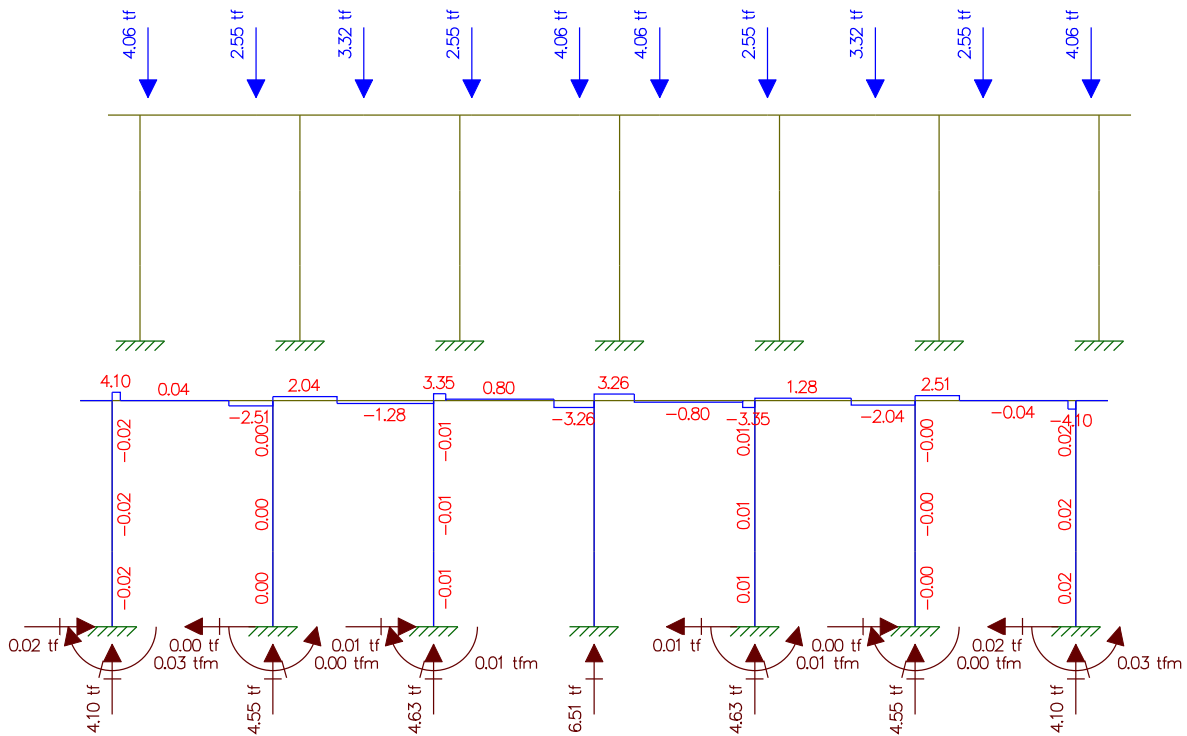 4.06 tf
2.55 tf
3.32 tf
2.55 tf
4.06 tf
4.06 tf
2.55 tf
3.32 tf
2.55 tf
4.06 tf
4.10
0.04
2.04
3.35
0.80
3.26
1.28
2.51
-2.51
-1.28
-3.26
-0.80
-3.35
-2.04
-0.04
-4.10
-0.02
0.00
-0.01
0.01
-0.00
0.02
-0.02
0.00
-0.01
0.01
-0.00
0.02
-0.02
0.00
-0.01
0.01
-0.00
0.02
0.02 tf
0.00 tf
0.01 tf
0.01 tf
0.00 tf
0.02 tf
0.03 tfm
0.00 tfm
0.01 tfm
0.01 tfm
0.00 tfm
0.03 tfm
4.10 tf
4.55 tf
4.63 tf
6.51 tf
4.63 tf
4.55 tf
4.10 tf